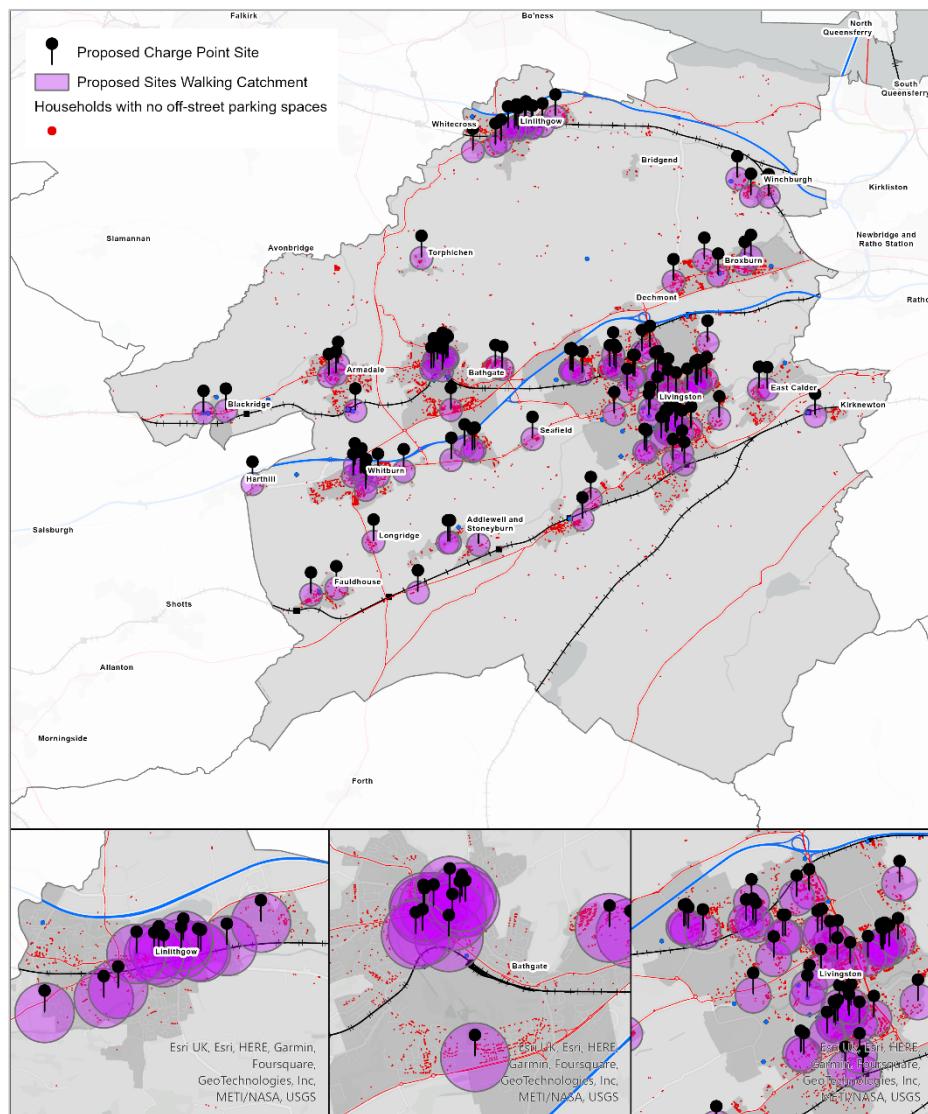 Falkirk
Bo'ness
North
Queensferry
South
Queensferry
Proposed Charge Point Site
Proposed Sites Walking Catchment
Households with no off-street parking spaces
Whitecross
Linlithgow
Bridgend
Winchburgh
Kirkliston
Slamannan
Avonbridge
Torphichen
Broxburn
Newbridge and
Ratho Station
Dechmont
Ratho
Armadale
Bathgate
Livingston
East Calder
Blackridge
Kirknewton
Seafield
Harthill
Whitburn
Salsburgh
Longridge
Addlewell and
Stoneyburn
Fauldhouse
Shotts
Allanton
Morningside
Forth
Linlithgow
Esri UK, Esri, HERE, Garmin,
Foursquare,
GeoTechnologies, Inc,
METI/NASA, USGS
Bathgate
Esri UK, Esri, HERE,
Garmin, Foursquare,
GeoTechnologies, Inc,
METI/NASA, USGS
Livingston
Esri UK, Esri, HERE,
Garmin, Foursquare,
GeoTechnologies, Inc,
METI/NASA, USGS